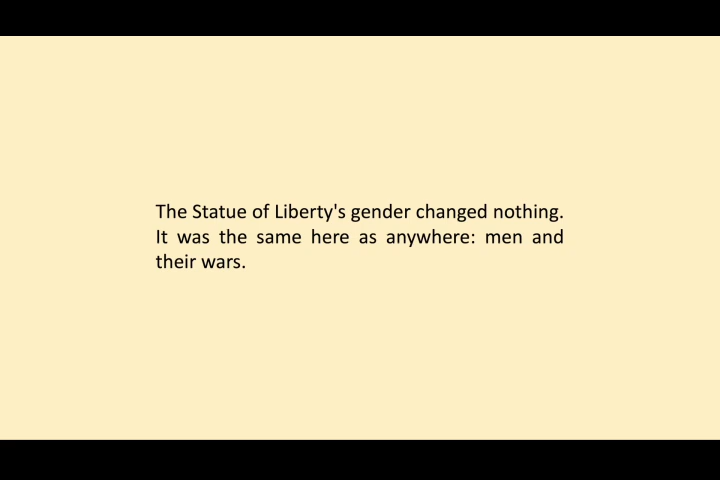 The Statue of Liberty's gender changed nothing.
It was the same here as anywhere: men and
their wars.